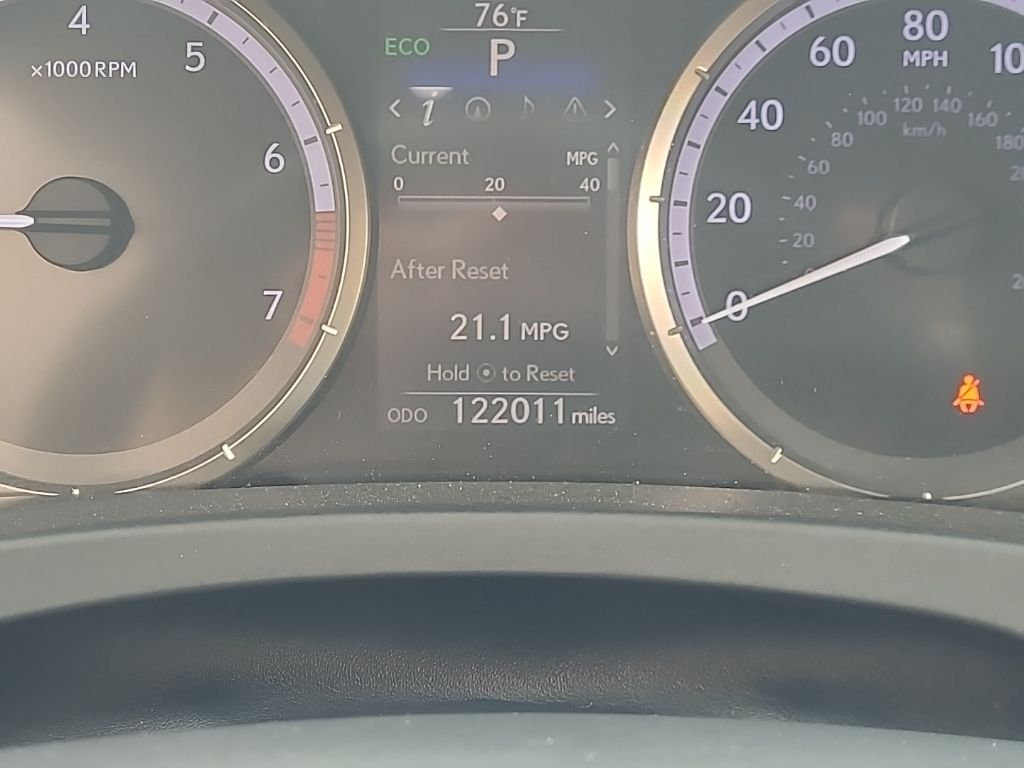 4
5
×1000RPM
6
7
76°F
ECO
P
i
Current MPG
0 20 40
After Reset
21.1 MPG
Hold to Reset
ODO 122011 miles
0
20
40
60
80
MPH
20
40
60
80
100
120
140
160
180
km/h